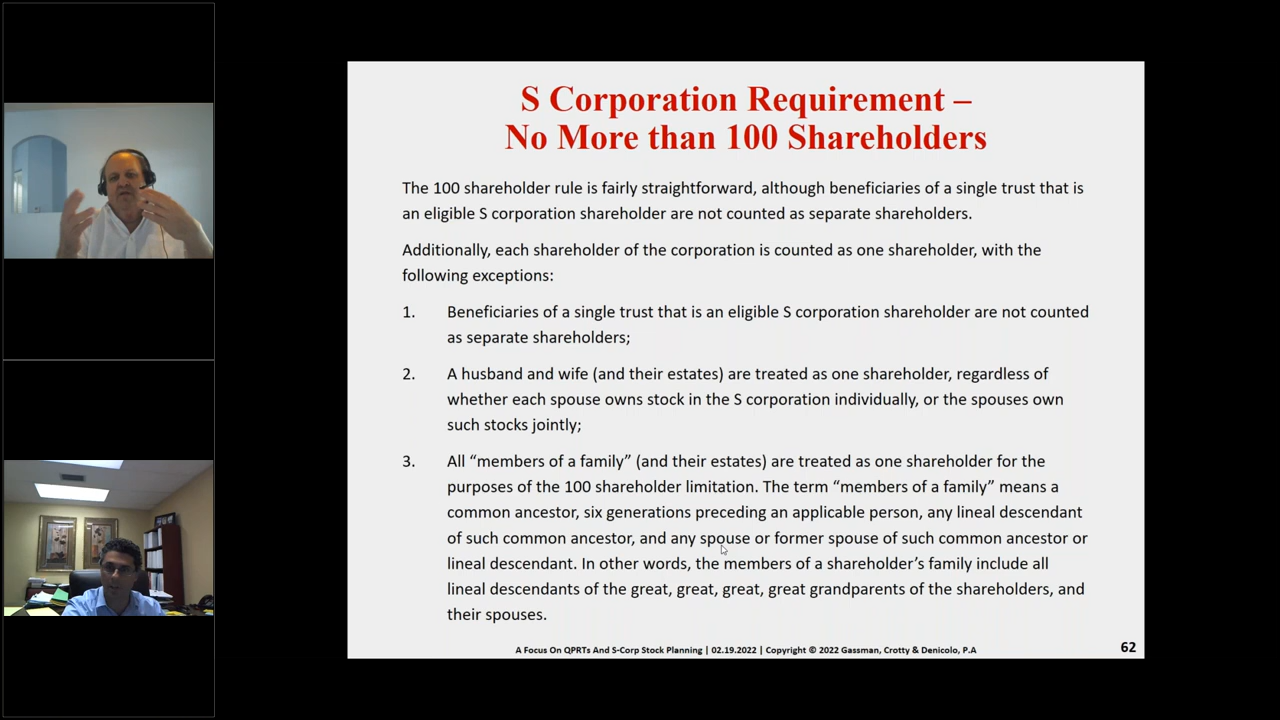 S Corporation Requirement –
No More than 100 Shareholders
The 100 shareholder rule is fairly straightforward, although beneficiaries of a single trust that is
an eligible S corporation shareholder are not counted as separate shareholders.
Additionally, each shareholder of the corporation is counted as one shareholder, with the
following exceptions:
1. Beneficiaries of a single trust that is an eligible S corporation shareholder are not counted
as separate shareholders;
2. A husband and wife (and their estates) are treated as one shareholder, regardless of
whether each spouse owns stock in the S corporation individually, or the spouses own
such stocks jointly;
3. All “members of a family” (and their estates) are treated as one shareholder for the
purposes of the 100 shareholder limitation. The term “members of a family” means a
common ancestor, six generations preceding an applicable person, any lineal descendant
of such common ancestor, and any spouse or former spouse of such common ancestor or
lineal descendant. In other words, the members of a shareholder’s family include all
lineal descendants of the great, great, great, great grandparents of the shareholders, and
their spouses.
A Focus On QPRTs And S-Corp Stock Planning | 02.19.2022 | Copyright © 2022 Gassman, Crotty & Denicolo, P.A
62